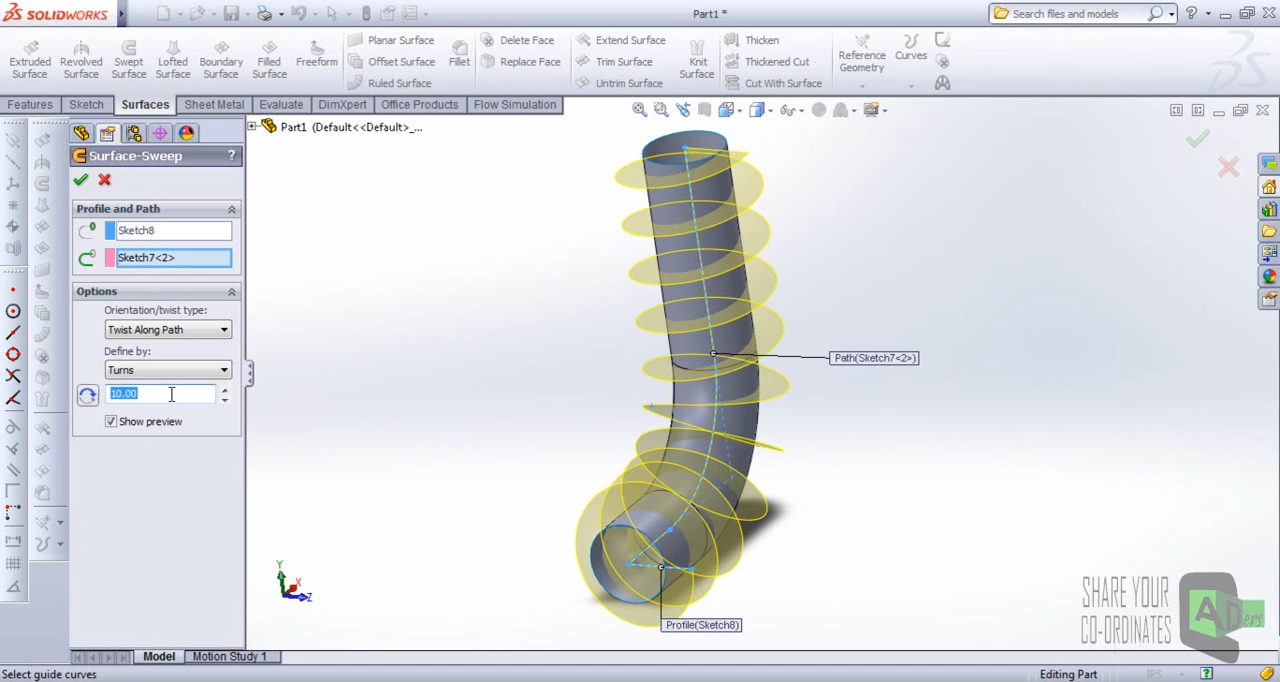 SOLIDWORKS
Part1 *
Search files and models
Extruded Surface
Revolved Surface
Swept Surface
Lofted Surface
Boundary Surface
Filled Surface
Freeform
Planar Surface
Offset Surface
Ruled Surface
Fillet
Delete Face
Replace Face
Extend Surface
Trim Surface
Untrim Surface
Knit Surface
Thicken
Thickened Cut
Cut With Surface
Reference Geometry
Curves
Features
Sketch
Surfaces
Sheet Metal
Evaluate
DimXpert
Office Products
Flow Simulation
Part1 (Default<<Default>_...
Surface-Sweep
?
Profile and Path
Sketch8
Sketch7<2>
Options
Orientation/twist type:
Twist Along Path
Define by:
Turns
10.00
Show preview
Path(Sketch7<2>)
Profile(Sketch8)
Y
X
Z
SHARE YOUR
CO-ORDINATES
ADers
Model
Motion Study 1
Select guide curves
Editing Part
IPS
?